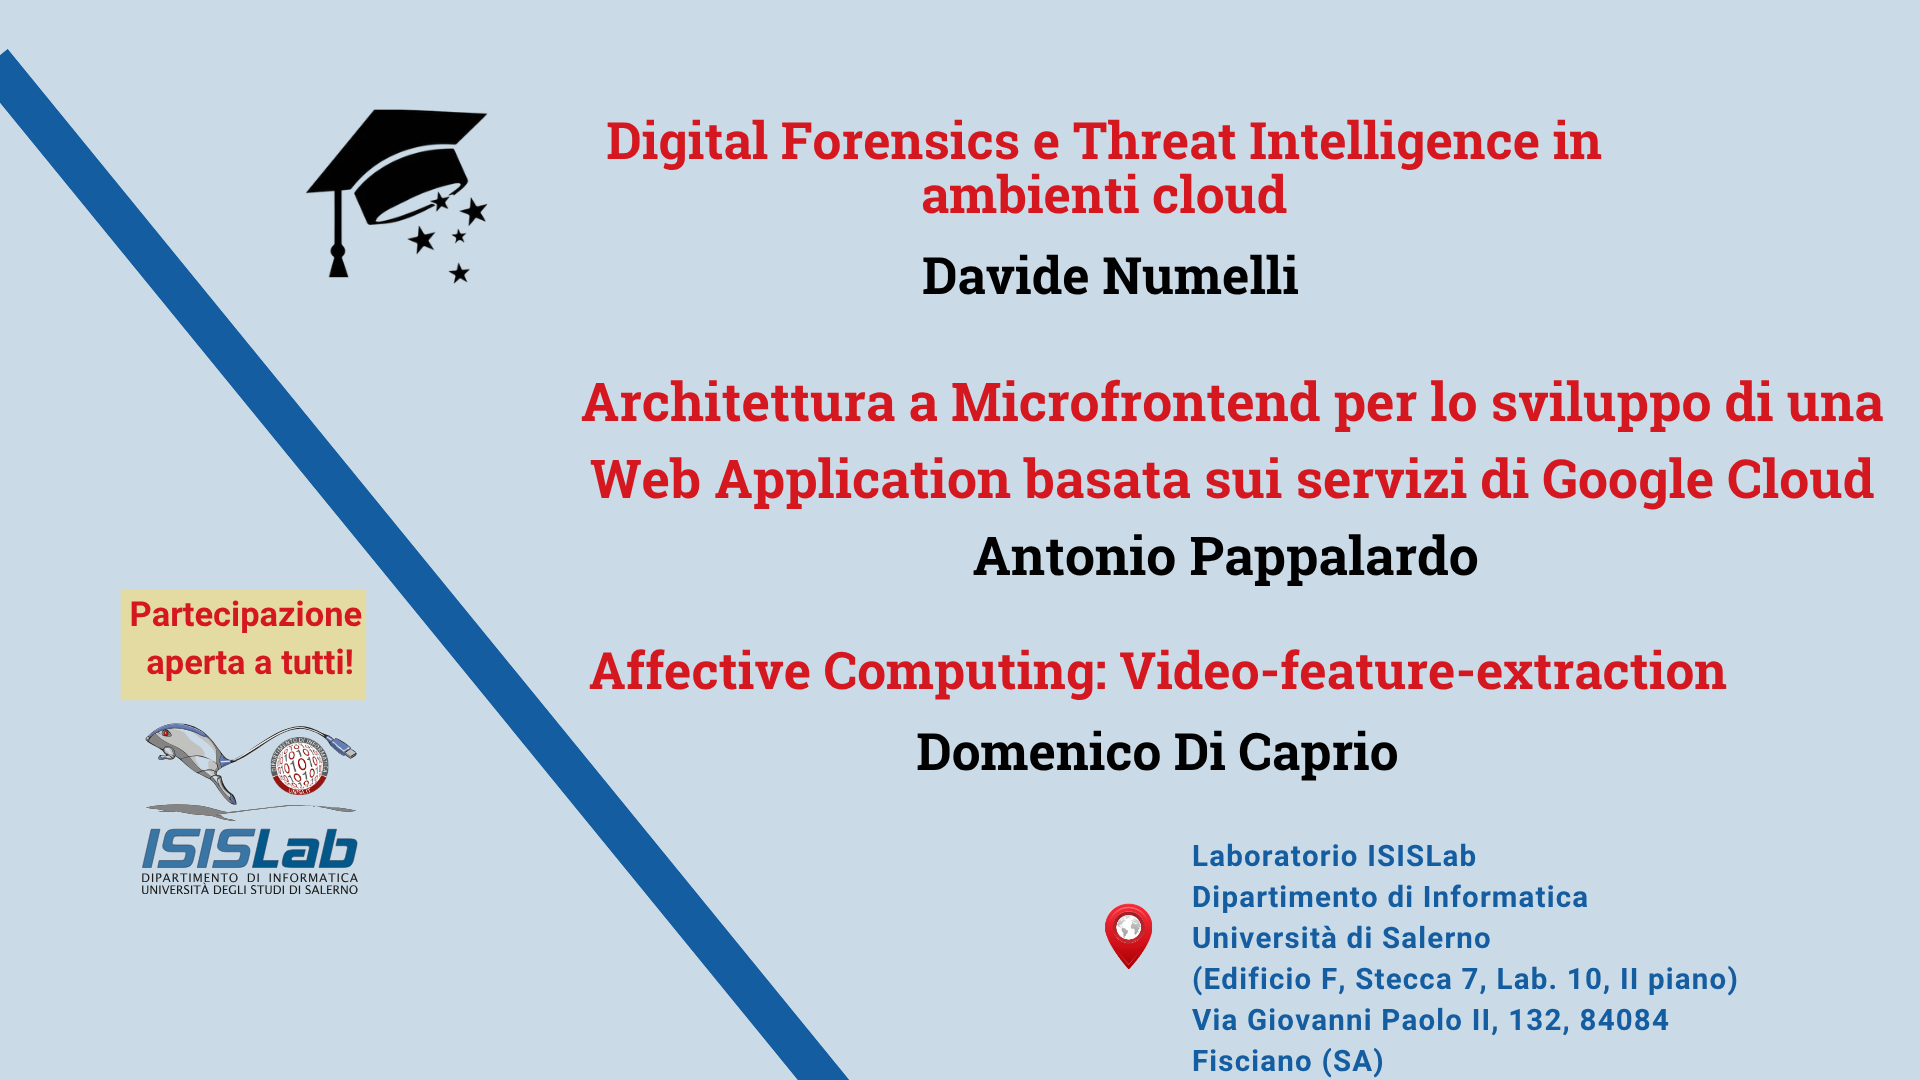 Digital Forensics e Threat Intelligence in
ambienti cloud
Davide Numelli
Architettura a Microfrontend per lo sviluppo di una
Web Application basata sui servizi di Google Cloud
Antonio Pappalardo
Affective Computing: Video-feature-extraction
Domenico Di Caprio
Partecipazione
aperta a tutti!
ISISLab
DIPARTIMENTO DI INFORMATICA
UNIVERSITÀ DEGLI STUDI DI SALERNO
Laboratorio ISISLab
Dipartimento di Informatica
Università di Salerno
(Edificio F, Stecca 7, Lab. 10, II piano)
Via Giovanni Paolo II, 132, 84084
Fisciano (SA)